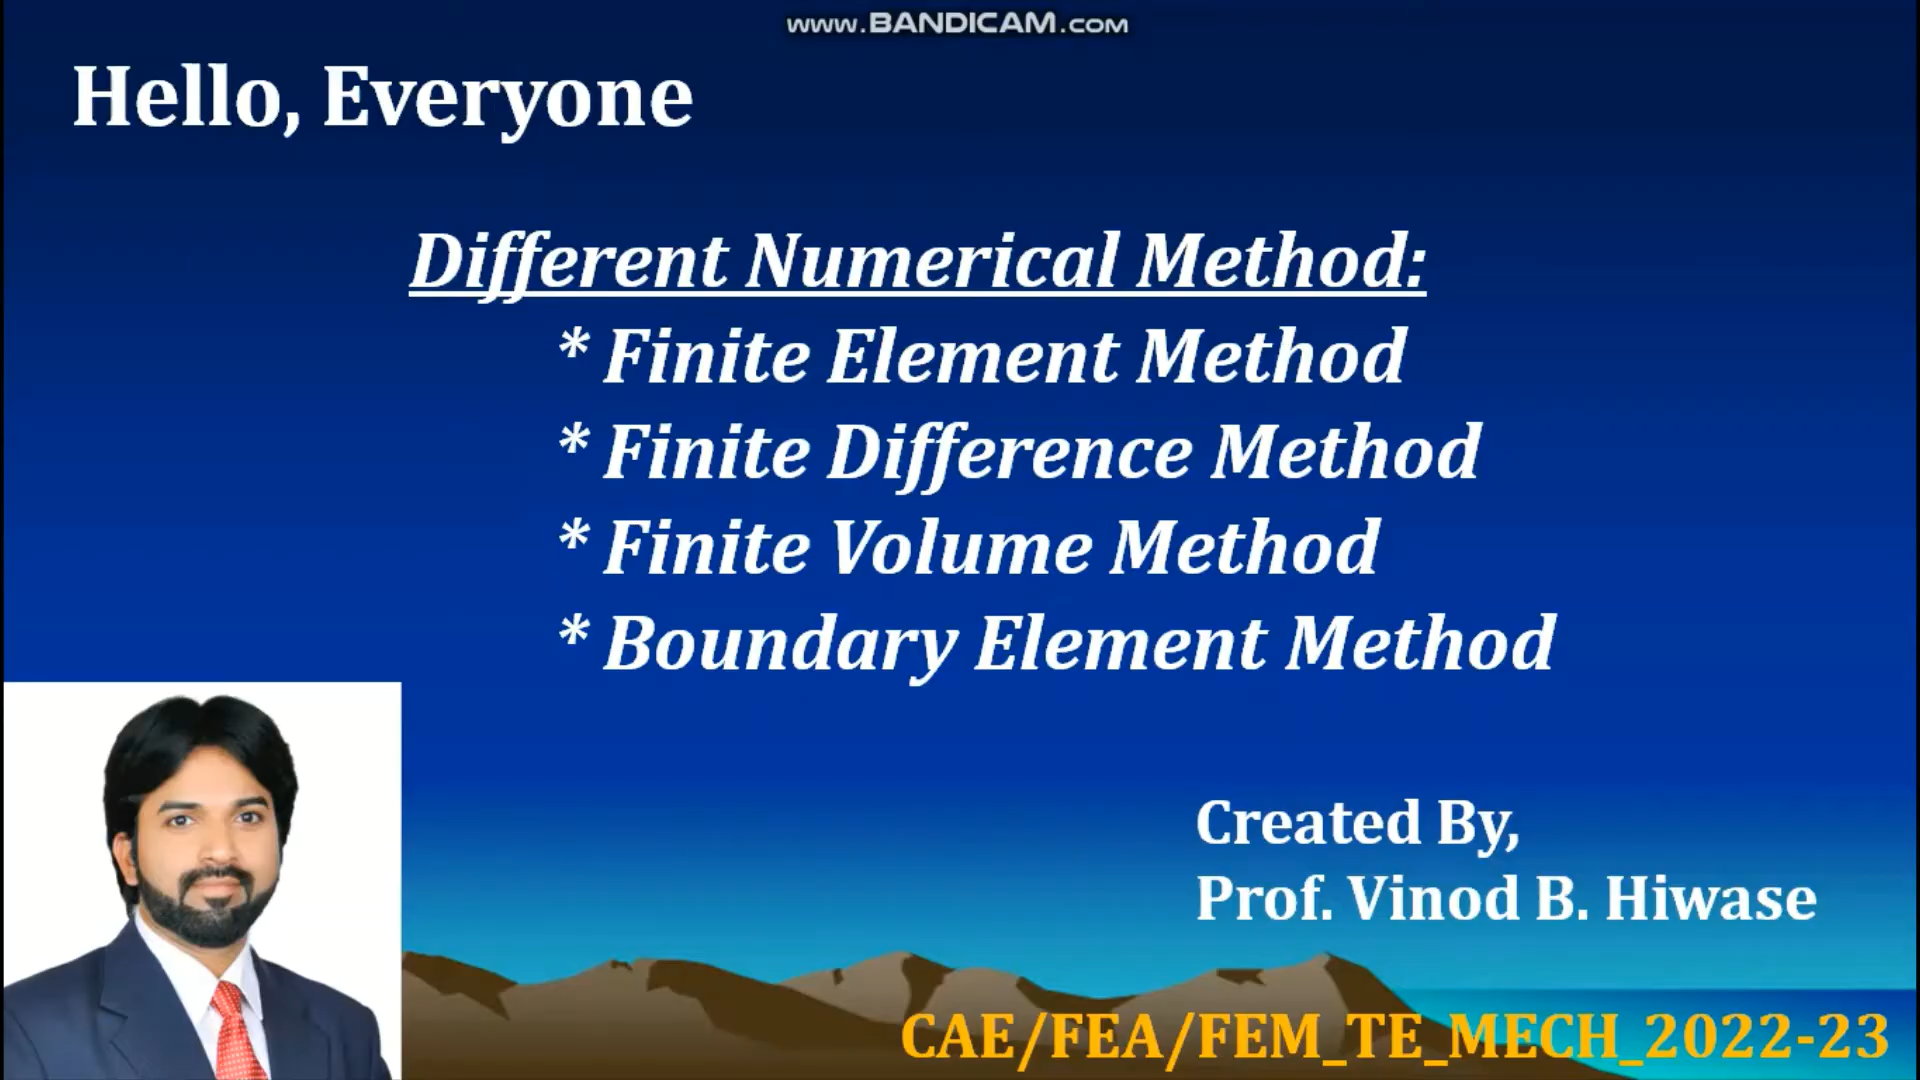 www.BANDICAM.com
Hello, Everyone
Different Numerical Method:
* Finite Element Method
* Finite Difference Method
* Finite Volume Method
* Boundary Element Method
Created By,
Prof. Vinod B. Hiwase
CAE/FEA/FEM_TE_MECH_2022-23